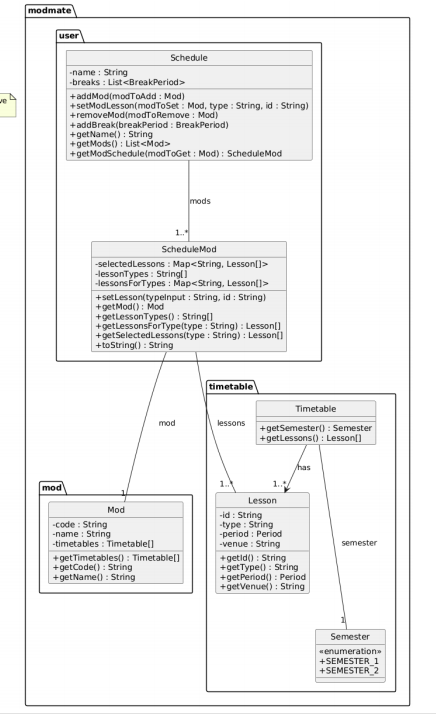 modmate
user
ve
Schedule
-name : String
-breaks : List<BreakPeriod>
+addMod(modToAdd : Mod)
+setModLesson(modToSet : Mod, type : String, id : String)
+removeMod(modToRemove : Mod)
+addBreak(breakPeriod : BreakPeriod)
+getName() : String
+getMods() : List<Mod>
+getModSchedule(modToGet : Mod) : ScheduleMod
mods
1..*
ScheduleMod
-selectedLessons : Map<String, Lesson[]>
-lessonTypes : String[]
-lessonsForTypes : Map<String, Lesson[]>
+setLesson(typeInput : String, id : String)
+getMod() : Mod
+getLessonTypes() : String[]
+getLessonsForType(type : String) : Lesson[]
+getSelectedLessons(type : String) : Lesson[]
+toString() : String
mod
lessons
timetable
Timetable
+getSemester() : Semester
+getLessons() : Lesson[]
has
1..*
1..*
mod
1
Mod
-code : String
-name : String
-timetables : Timetable[]
+getTimetables() : Timetable[]
+getCode() : String
+getName() : String
Lesson
-id : String
-type : String
-period : Period
-venue : String
+getId() : String
+getType() : String
+getPeriod() : Period
+getVenue() : String
semester
1
Semester
«enumeration»
+SEMESTER_1
+SEMESTER_2